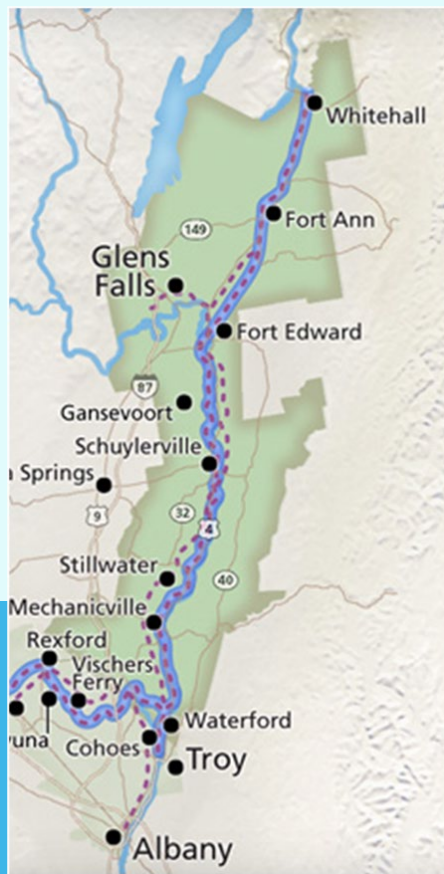 Whitehall
Fort Ann
149
Glens
Falls
Fort Edward
87
Gansevoort
Schuylerville
a Springs
9
32
4
Stillwater
40
Mechanicville
Rexford
Vischers
Ferry
Waterford
yuna
Cohoes
Troy
Albany